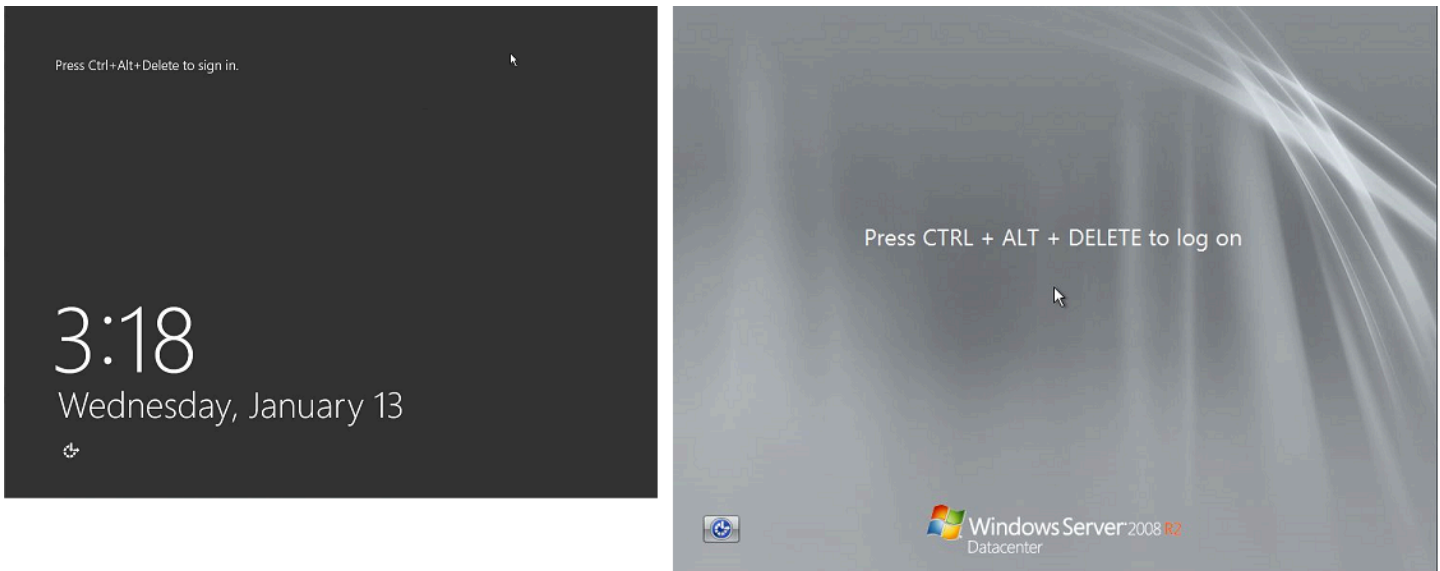 Press Ctrl+Alt+Delete to sign in.
3:18
Wednesday, January 13
Press CTRL + ALT + DELETE to log on
Windows Server 2008 R2
Datacenter